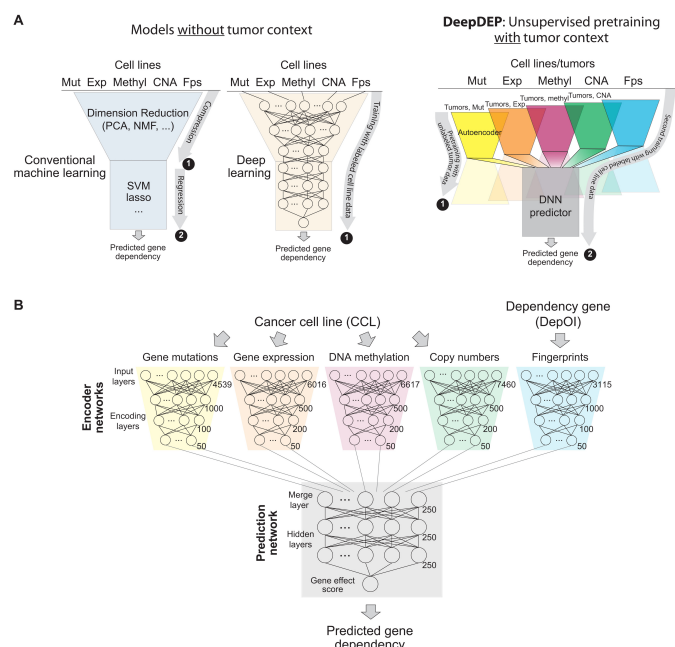 A
Models without tumor context
Cell lines
Mut Exp Methyl CNA Fps
Dimension Reduction
(PCA, NMF, ...)
Compression
1
Conventional
machine learning
SVM
lasso
...
Regression
2
Predicted gene
dependency
Cell lines
Mut Exp Methyl CNA Fps
...
...
...
...
...
...
Deep
learning
Training with labeled cell line data
1
Predicted gene
dependency
DeepDEP: Unsupervised pretraining
with tumor context
Cell lines/tumors
Mut Exp Methyl CNA Fps
Tumors, Mut
Tumors, Exp
Tumors, methyl
Tumors, CNA
Autoencoder
Pretraining with
unlabeled tumor data
1
Second training with labeled cell line data
DNN
predictor
2
Predicted gene
dependency
B
Cancer cell line (CCL)
Dependency gene
(DepOI)
Gene mutations
Gene expression
DNA methylation
Copy numbers
Fingerprints
Encoder
networks
Input
layers
Encoding
layers
... 4539
... 1000
... 100
... 50
... 6016
... 500
... 200
... 50
... 6617
... 500
... 200
... 50
... 7460
... 500
... 200
... 50
... 3115
... 1000
... 100
... 50
Prediction
network
Merge
layer
... 250
Hidden
layers
... 250
... 250
Gene effect
score
Predicted gene
dependency